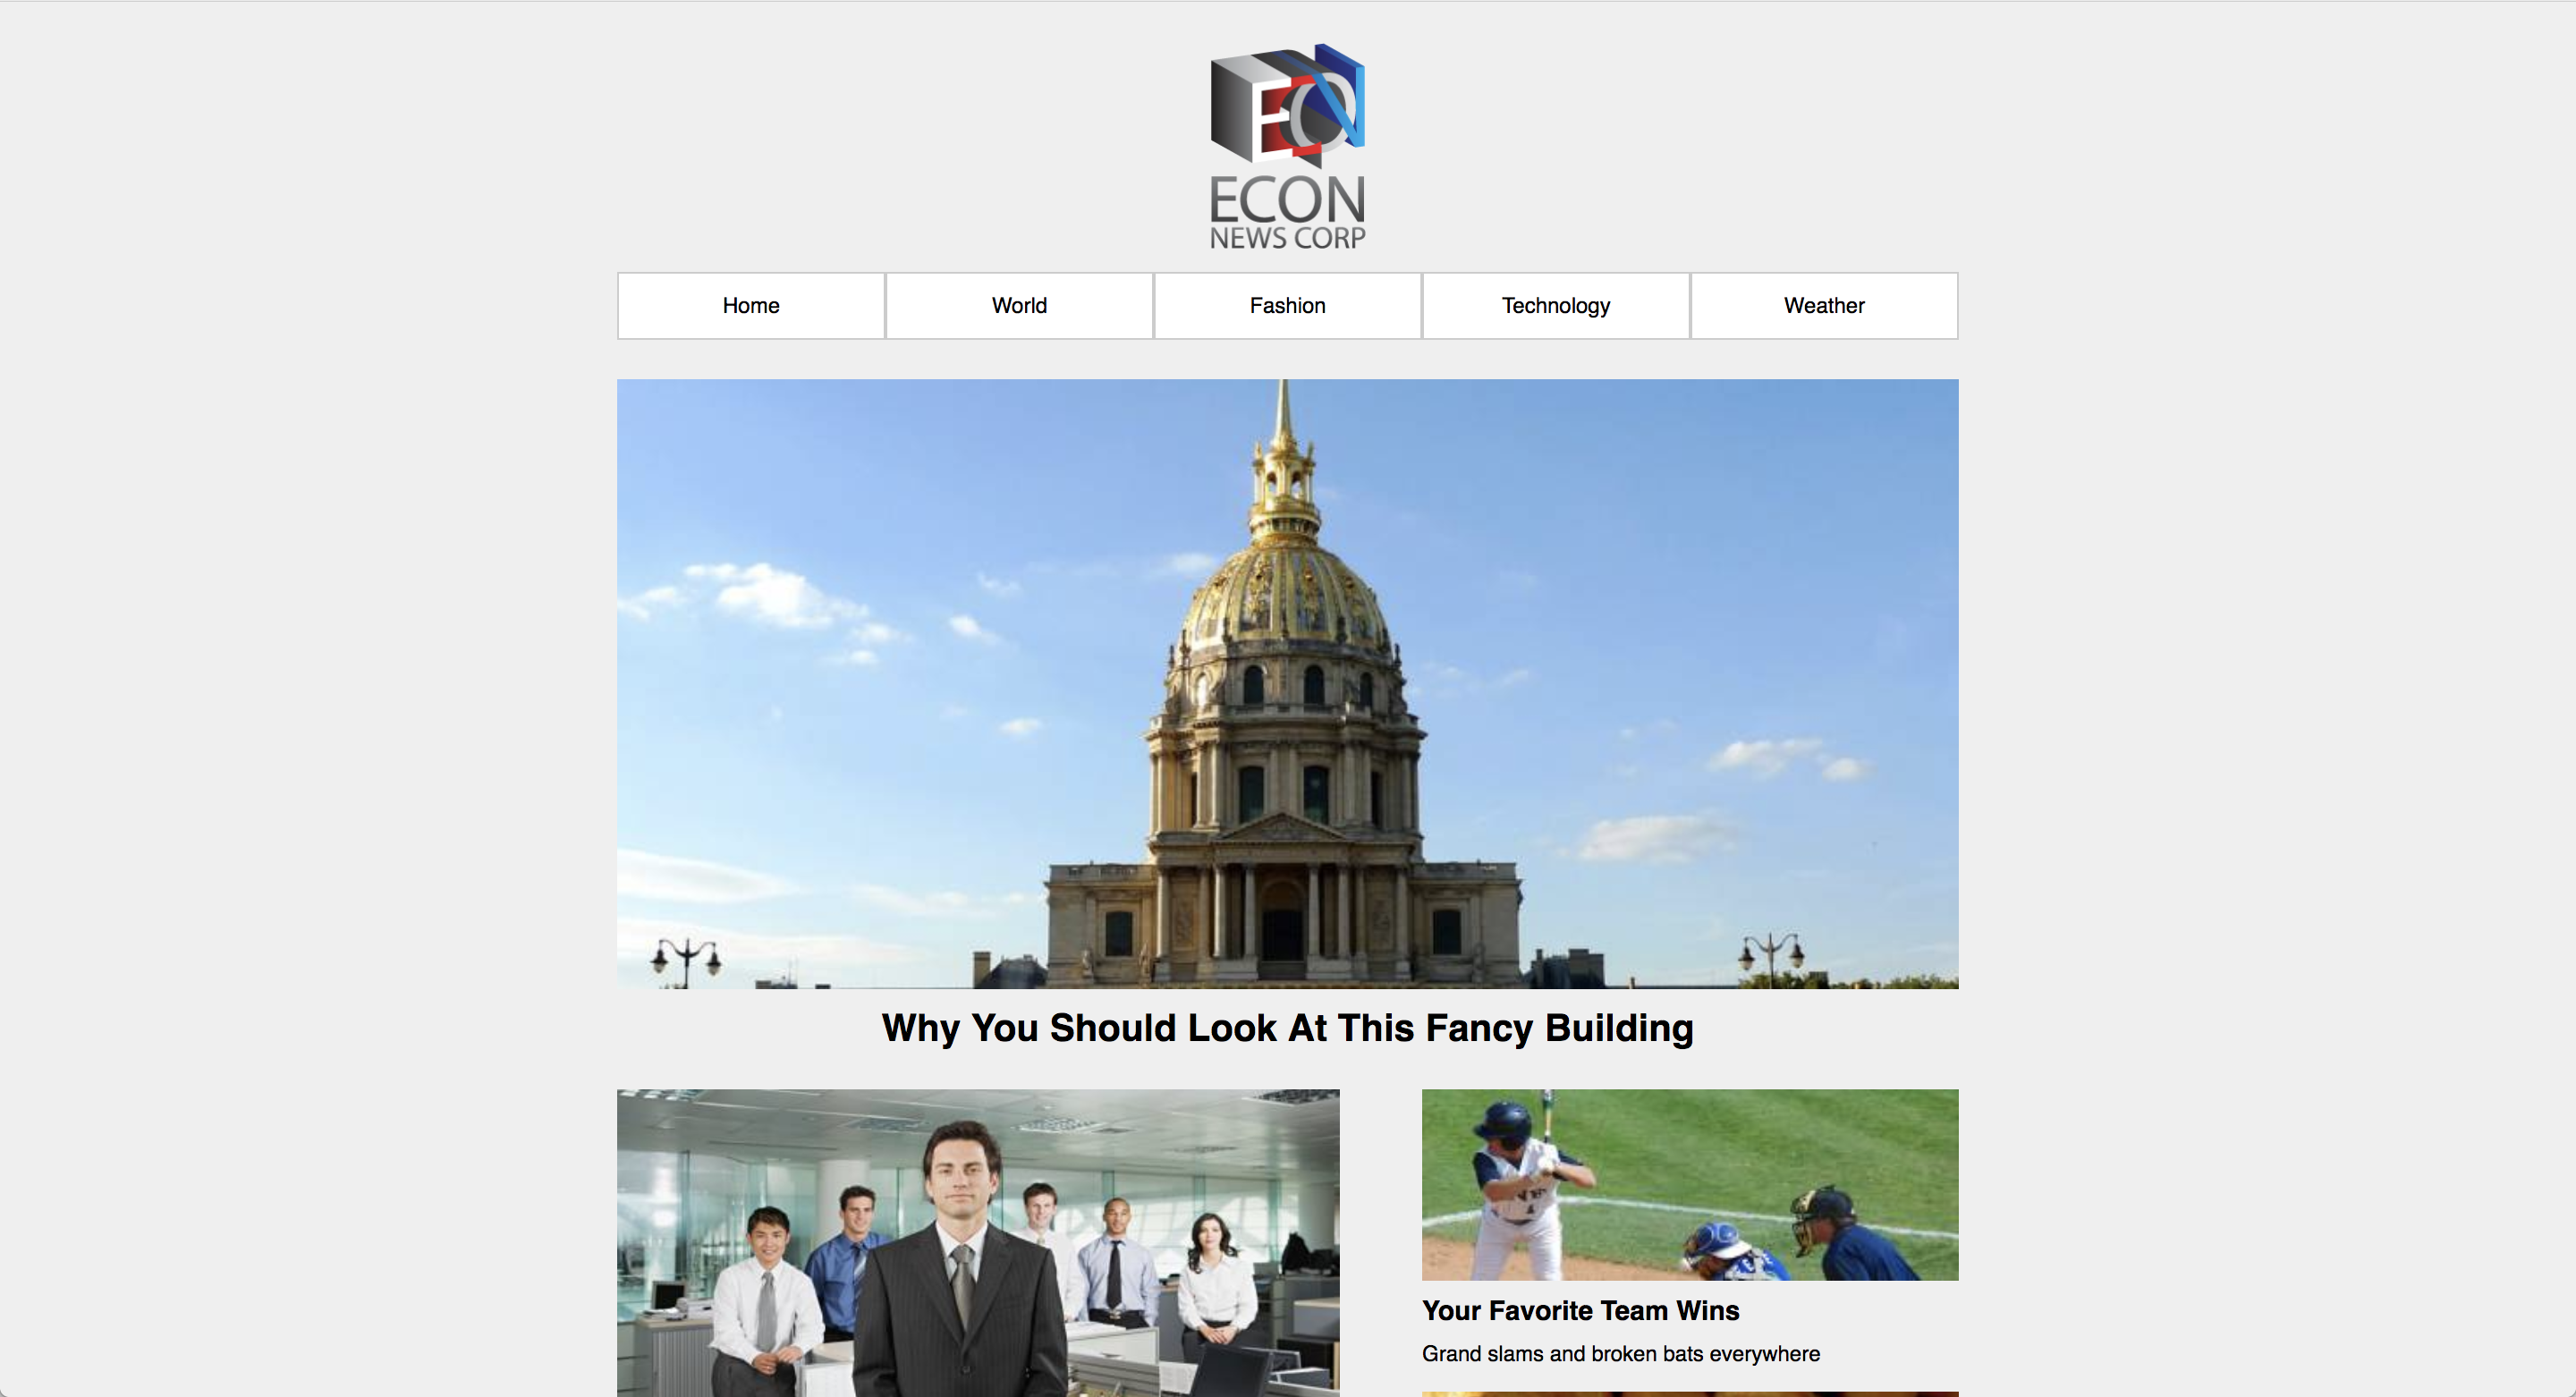 ECON
NEWS CORP
Home
World
Fashion
Technology
Weather
Why You Should Look At This Fancy Building
Your Favorite Team Wins
Grand slams and broken bats everywhere